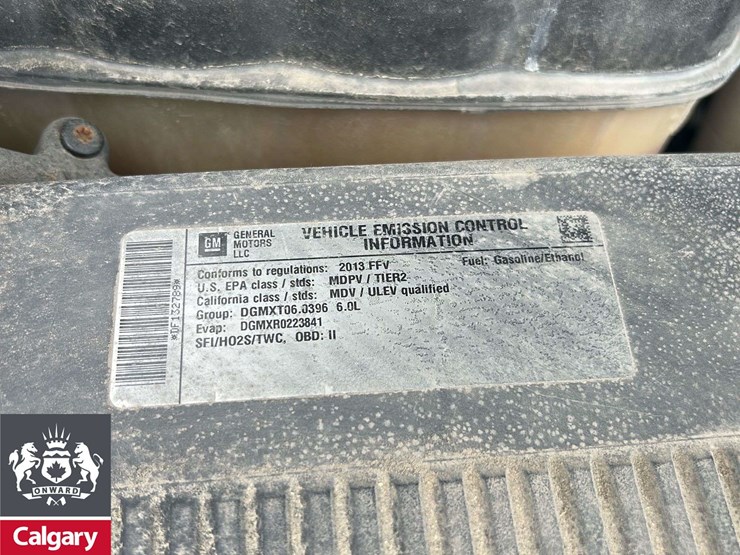 GM
GENERAL
MOTORS
LLC
VEHICLE EMISSION CONTROL
INFORMATION
Conforms to regulations: 2013 FFV
Fuel: Gasoline/Ethanol
U.S. EPA class / stds: MDPV / TIER2
California class / stds: MDV / ULEV qualified
Group: DGMXT06.0396 6.0L
Evap: DGMXR0223841
SFI/HO2S/TWC, OBD: II
*DF132789*
ONWARD
Calgary